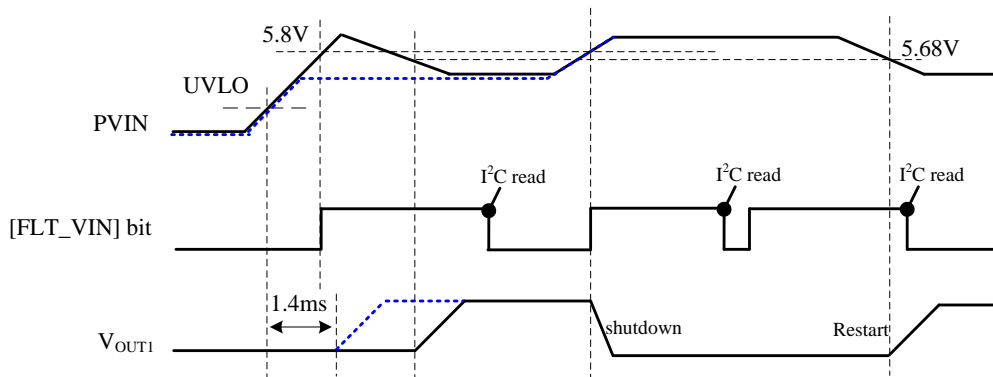 5.8V
5.68V
UVLO
PVIN
I²C read
I²C read
I²C read
[FLT_VIN] bit
1.4ms
shutdown
Restart
VOUT1